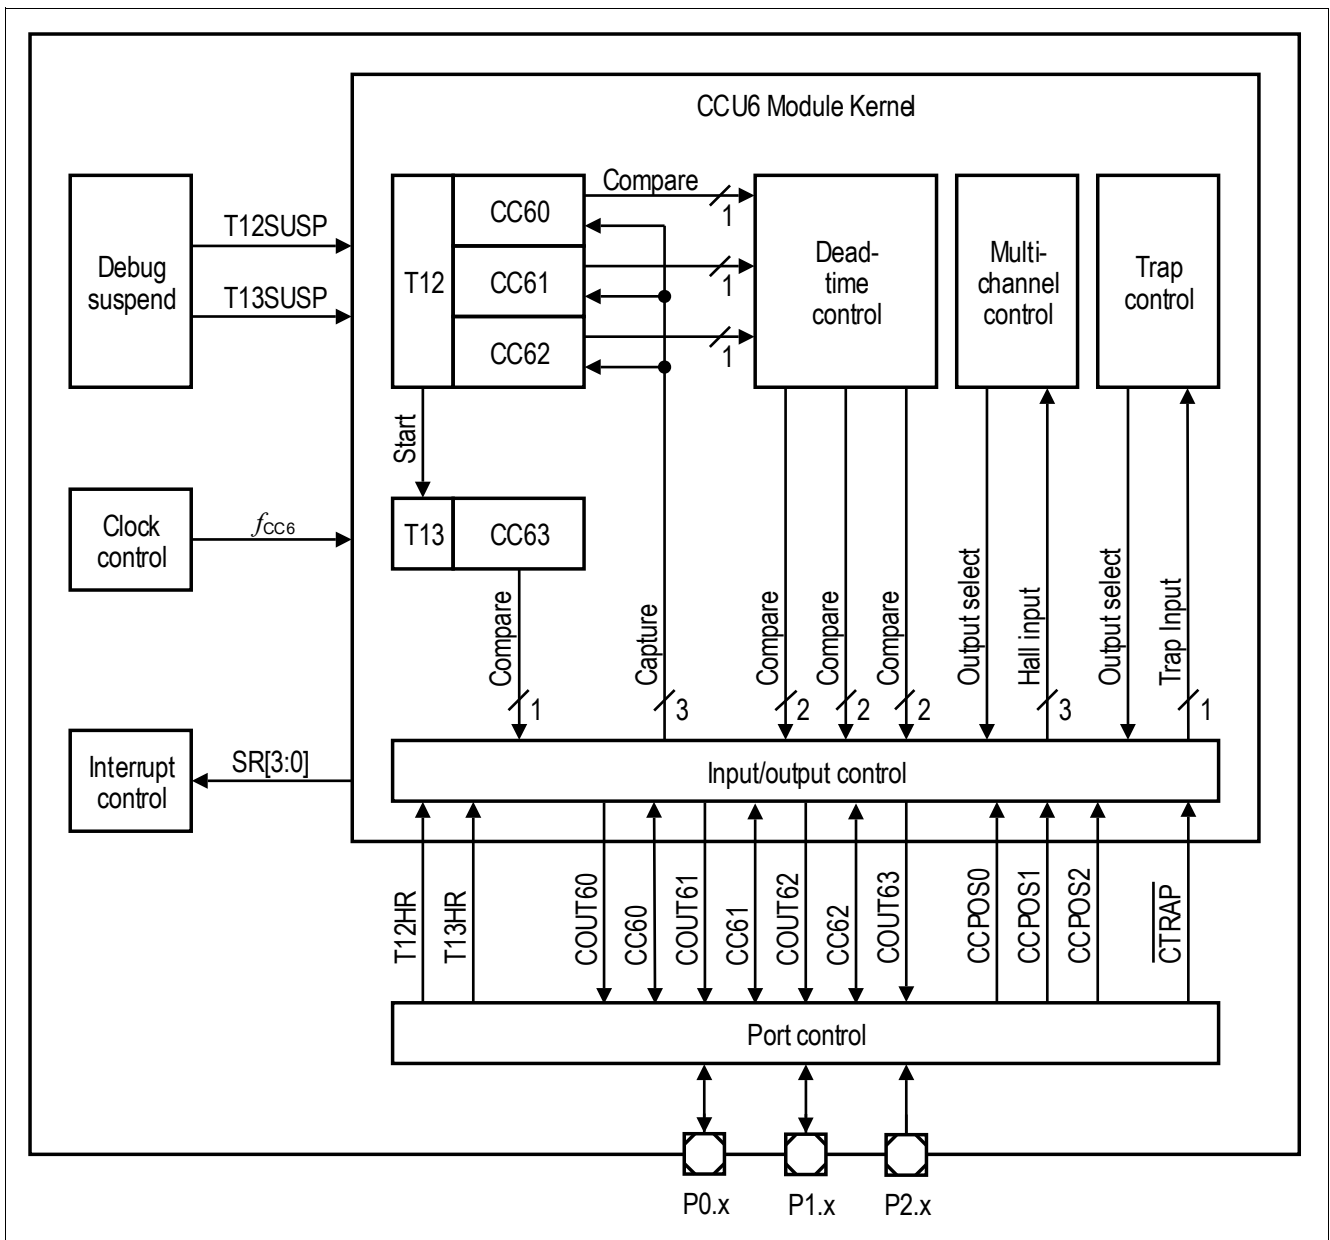 CCU6 Module Kernel
Debug
suspend
T12SUSP
T13SUSP
T12
CC60
CC61
CC62
Compare
1
1
1
Dead-
time
control
Multi-
channel
control
Trap
control
Start
Clock
control
fCC6
T13
CC63
Compare
1
Capture
3
Compare
2
Compare
2
Compare
2
Output select
Hall input
3
Output select
Trap Input
1
Interrupt
control
SR[3:0]
Input/output control
T12HR
T13HR
COUT60
CC60
COUT61
CC61
COUT62
CC62
COUT63
CCPOS0
CCPOS1
CCPOS2
CTRAP
Port control
P0.x
P1.x
P2.x